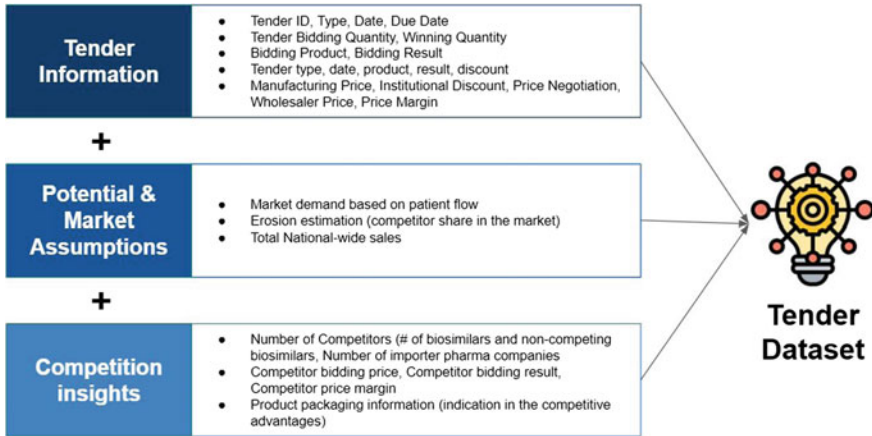 Tender
Information
● Tender ID, Type, Date, Due Date
● Tender Bidding Quantity, Winning Quantity
● Bidding Product, Bidding Result
● Tender type, date, product, result, discount
● Manufacturing Price, Institutional Discount, Price Negotiation,
Wholesaler Price, Price Margin
+
Potential &
Market
Assumptions
● Market demand based on patient flow
● Erosion estimation (competitor share in the market)
● Total National-wide sales
+
Competition
insights
● Number of Competitors (# of biosimilars and non-competing
biosimilars, Number of importer pharma companies
● Competitor bidding price, Competitor bidding result,
Competitor price margin
● Product packaging information (indication in the competitive
advantages)
Tender
Dataset